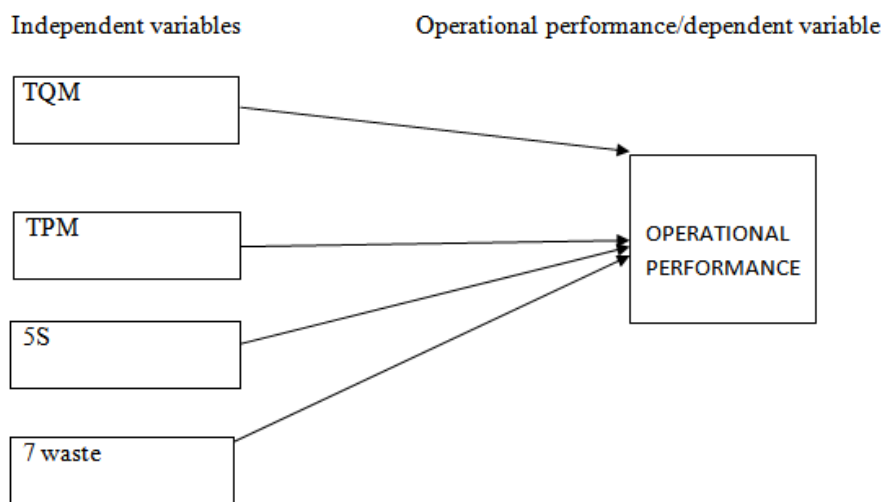 Independent variables
Operational performance/dependent variable
TQM
TPM
OPERATIONAL
PERFORMANCE
5S
7 waste